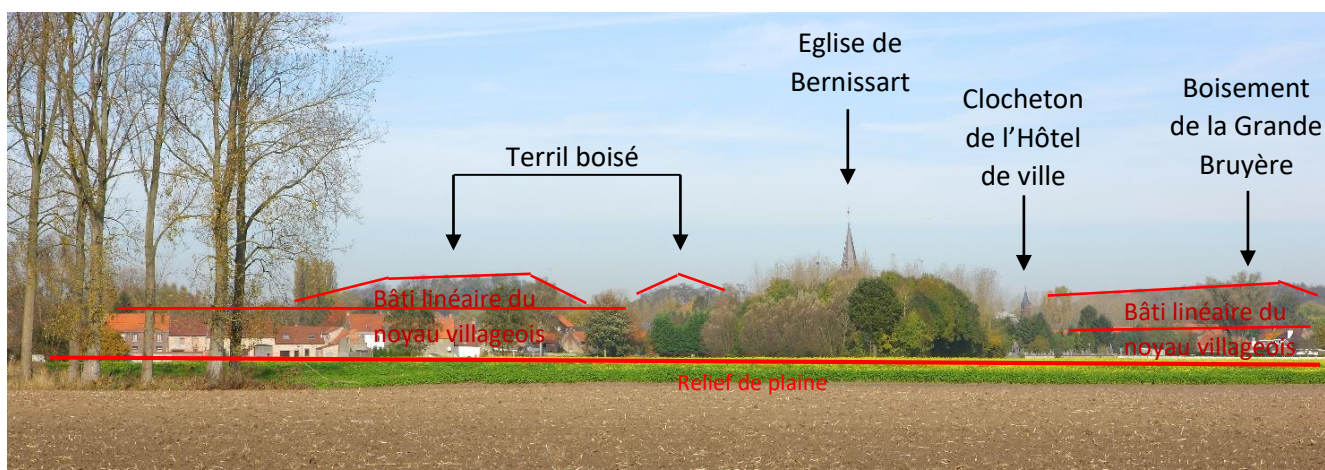 Eglise de
Bernissart
Clocheton
de l’Hôtel
de ville
Boisement
de la Grande
Bruyère
Terril boisé
Bâti linéaire du
noyau villageois
Bâti linéaire du
noyau villageois
Relief de plaine